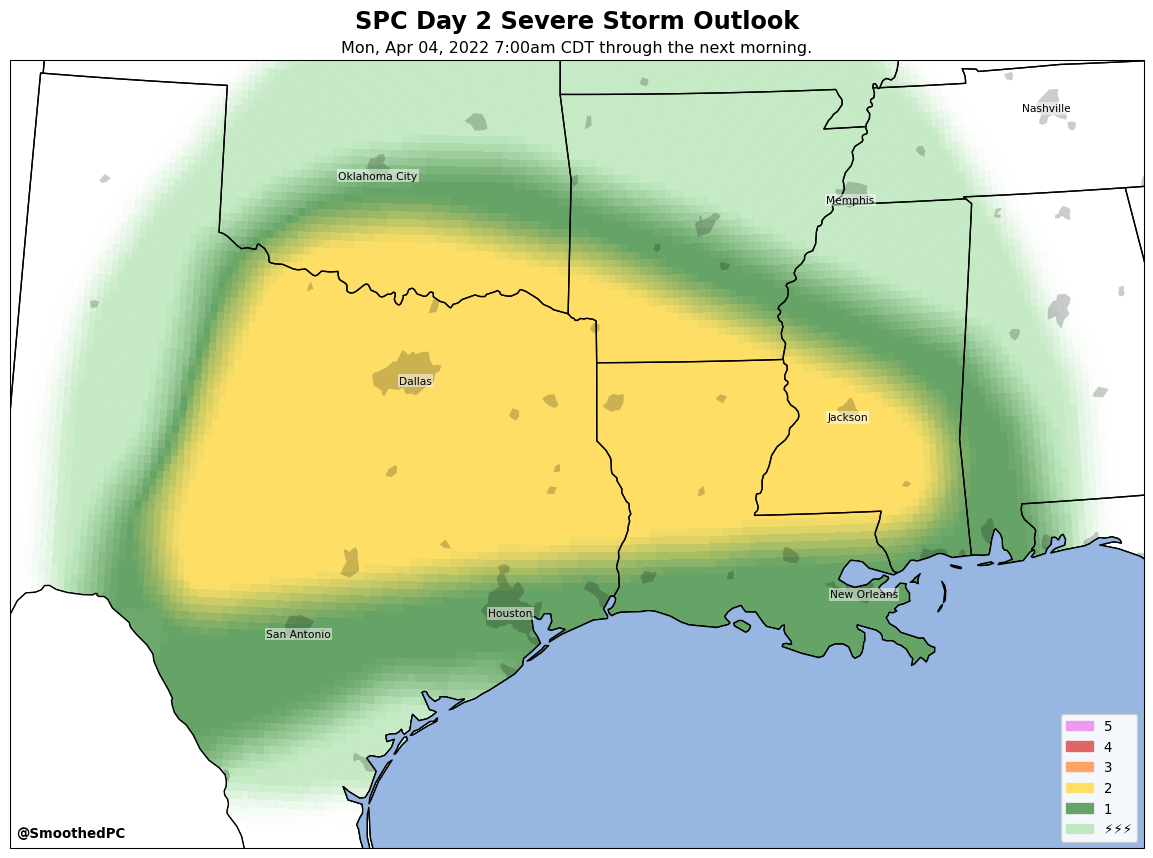 SPC Day 2 Severe Storm Outlook
Mon, Apr 04, 2022 7:00am CDT through the next morning.
Nashville
Oklahoma City
Memphis
Dallas
Jackson
New Orleans
Houston
San Antonio
5
4
3
2
1
⚡⚡⚡
@SmoothedPC